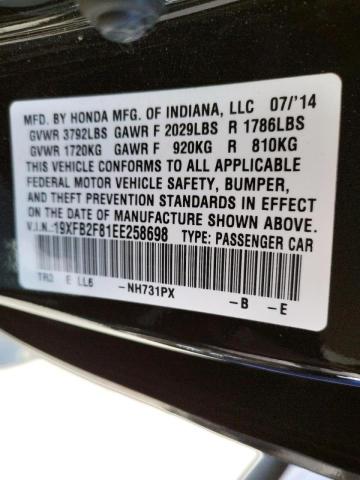 MFD. BY HONDA MFG. OF INDIANA, LLC 07/'14
GVWR 3792LBS GAWR F 2029LBS R 1786LBS
GVWR 1720KG GAWR F 920KG R 810KG
THIS VEHICLE CONFORMS TO ALL APPLICABLE
FEDERAL MOTOR VEHICLE SAFETY, BUMPER,
AND THEFT PREVENTION STANDARDS IN EFFECT
ON THE DATE OF MANUFACTURE SHOWN ABOVE.
V.I.N.:19XFB2F81EE258698 TYPE: PASSENGER CAR
TR2 E LL6 -NH731PX -B -E